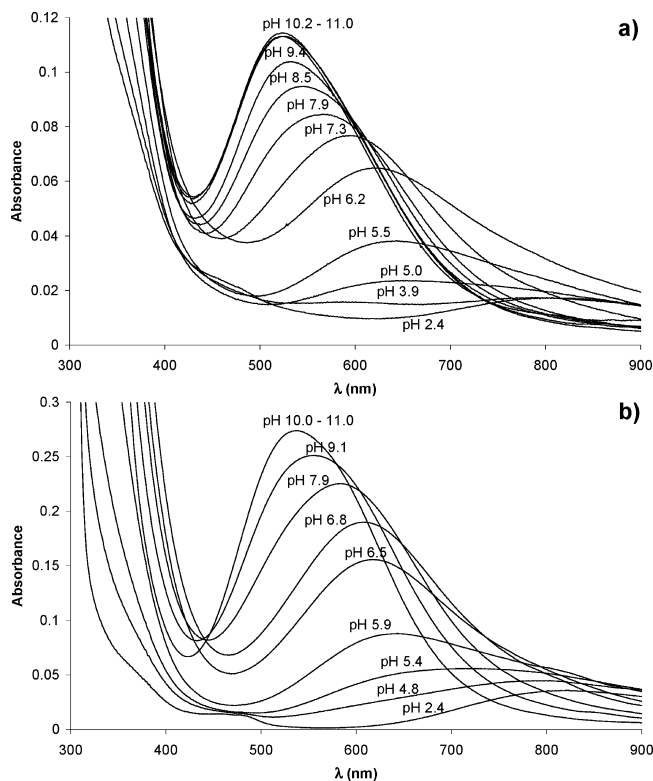 0.12
pH 10.2 - 11.0
a)
0.1
pH 9.4
pH 8.5
0.08
pH 7.9
pH 7.3
0.06
pH 6.2
0.04
pH 5.5
pH 5.0
0.02
pH 3.9
pH 2.4
0
Absorbance
300 400 500 600 700 800 900
λ (nm)
0.3
b)
pH 10.0 - 11.0
0.25
pH 9.1
pH 7.9
0.2
pH 6.8
pH 6.5
0.15
0.1
pH 5.9
pH 5.4
0.05
pH 4.8
pH 2.4
0
Absorbance
300 400 500 600 700 800 900
λ (nm)